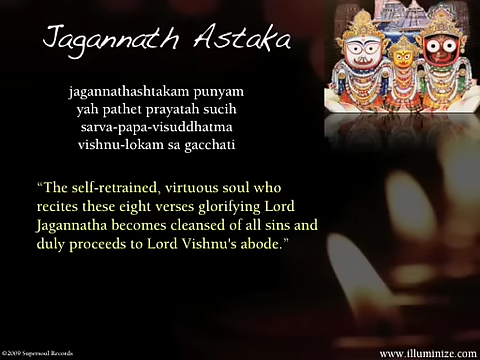 Jagannath Astaka
jagannathashtakam punyam
yah pathet prayatah sucih
sarva-papa-visuddhatma
vishnu-lokam sa gacchati
“The self-retrained, virtuous soul who
recites these eight verses glorifying Lord
Jagannatha becomes cleansed of all sins and
duly proceeds to Lord Vishnu's abode.”
©2009 Supersoul Records
www.illuminize.com